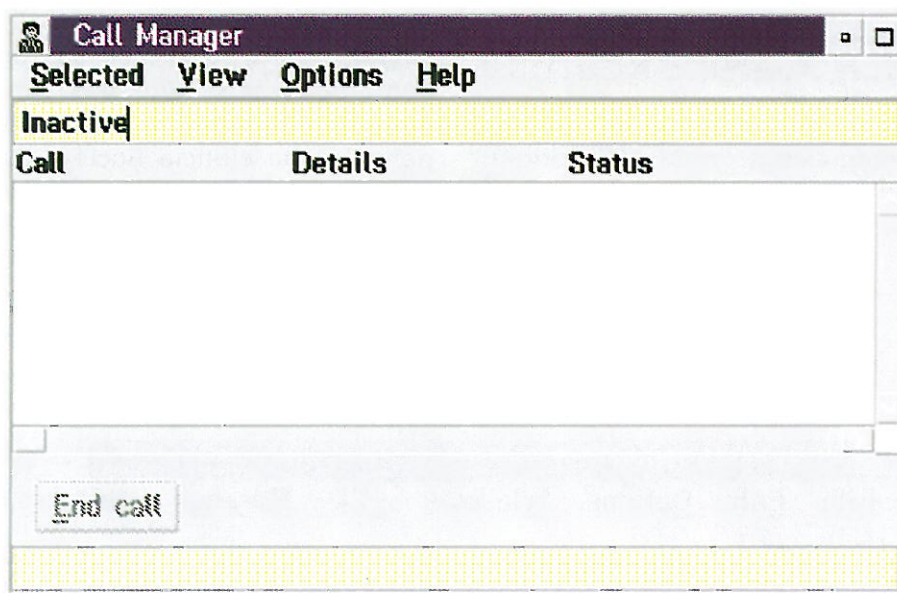 Call Manager
Selected View Options Help
Inactive
Call Details Status
End call